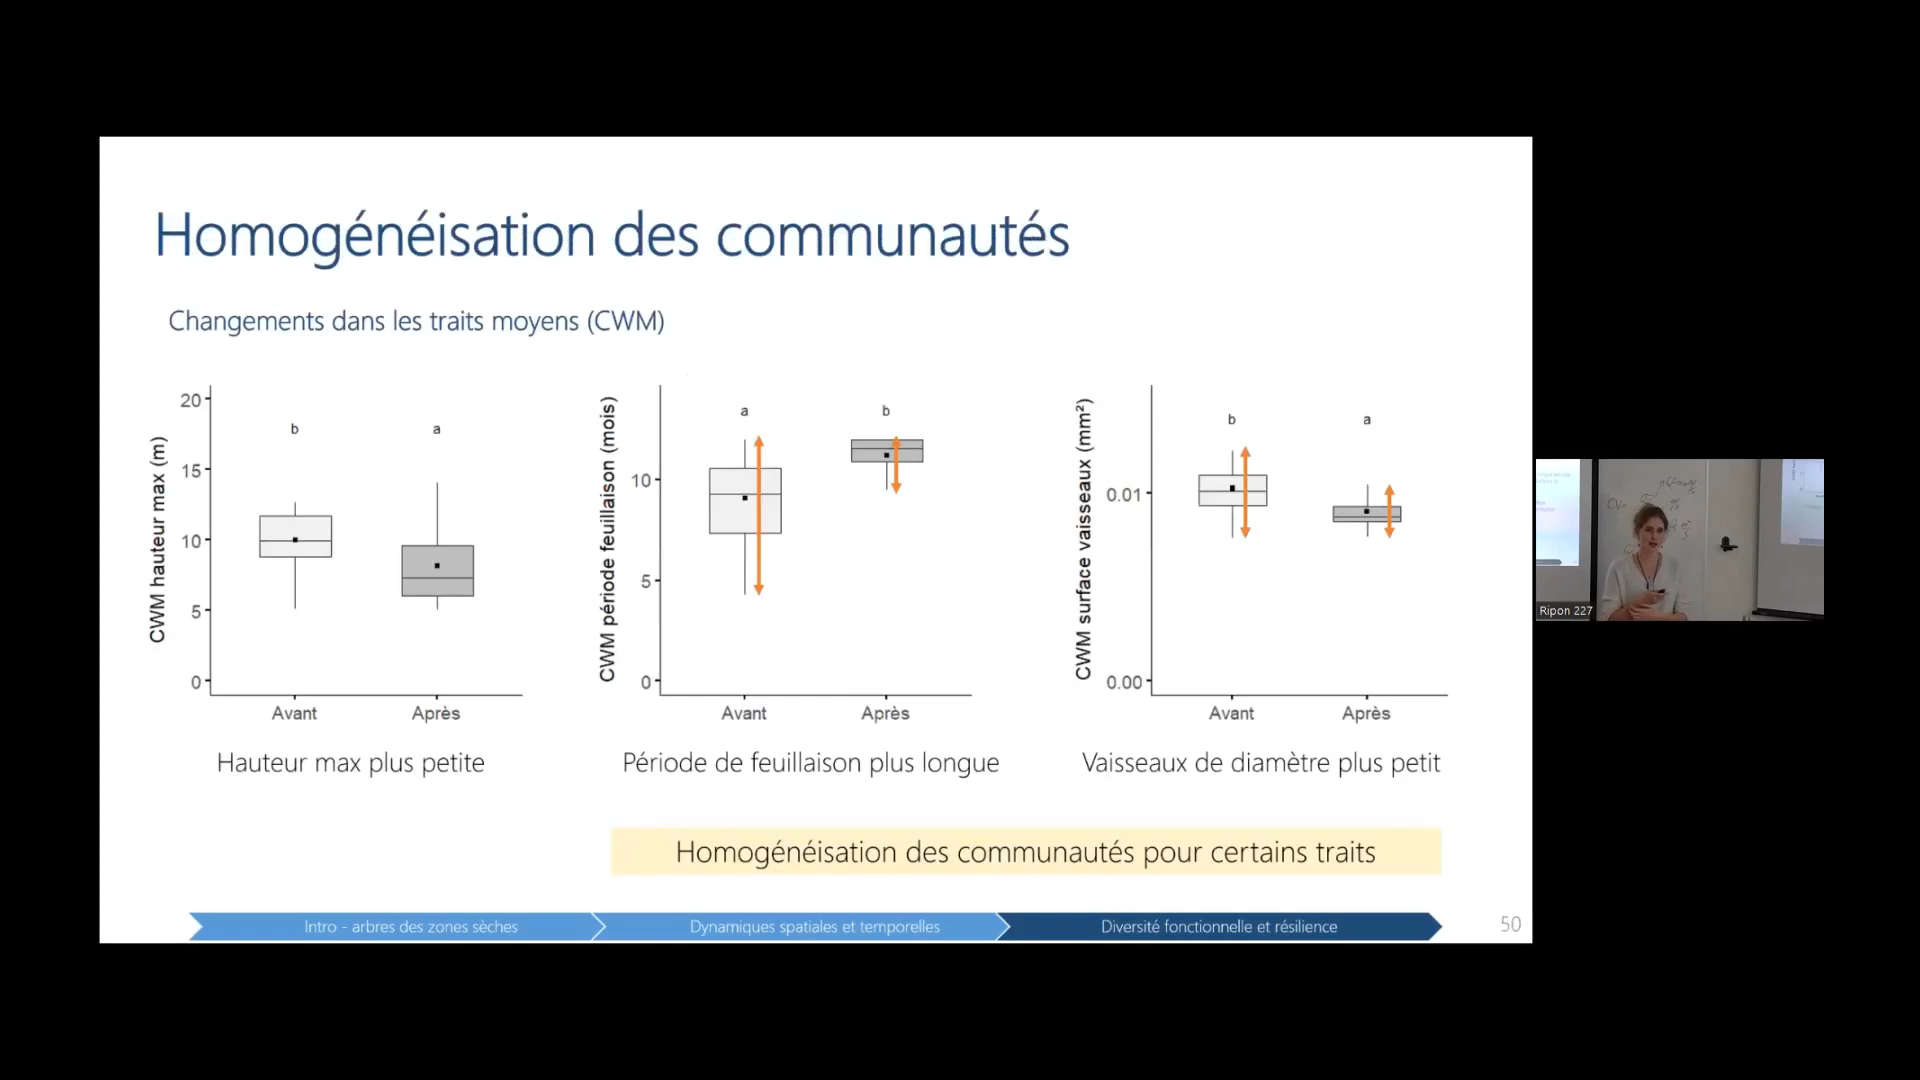 Homogénéisation des communautés
Changements dans les traits moyens (CWM)
CWM hauteur max (m)
20
15
10
5
0
b
a
Avant
Après
Hauteur max plus petite
CWM période feuillaison (mois)
10
5
0
a
b
Avant
Après
Période de feuillaison plus longue
CWM surface vaisseaux (mm²)
0.01
0.00
b
a
Avant
Après
Vaisseaux de diamètre plus petit
Homogénéisation des communautés pour certains traits
Intro - arbres des zones sèches
Dynamiques spatiales et temporelles
Diversité fonctionnelle et résilience
50
Ripon 227